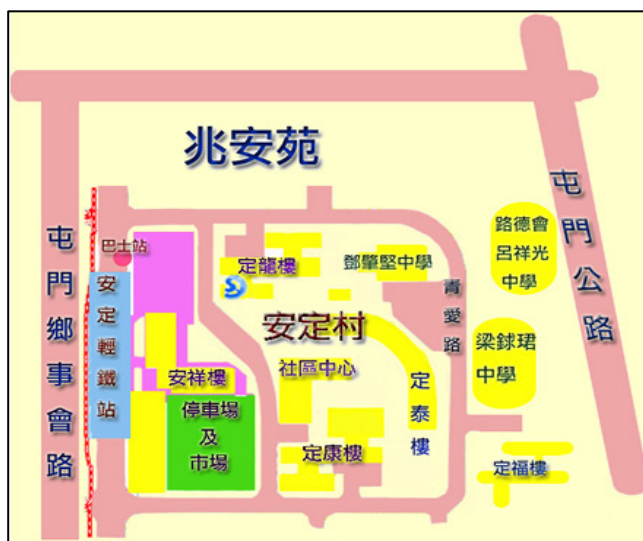 兆安苑
屯門鄉事會路
巴士站
安定輕鐵站
定龍樓
鄧肇堅中學
路德會
呂祥光
中學
屯門公路
青愛路
安定村
社區中心
梁銶琚
中學
安祥樓
定泰樓
停車場
及
市場
定康樓
定福樓